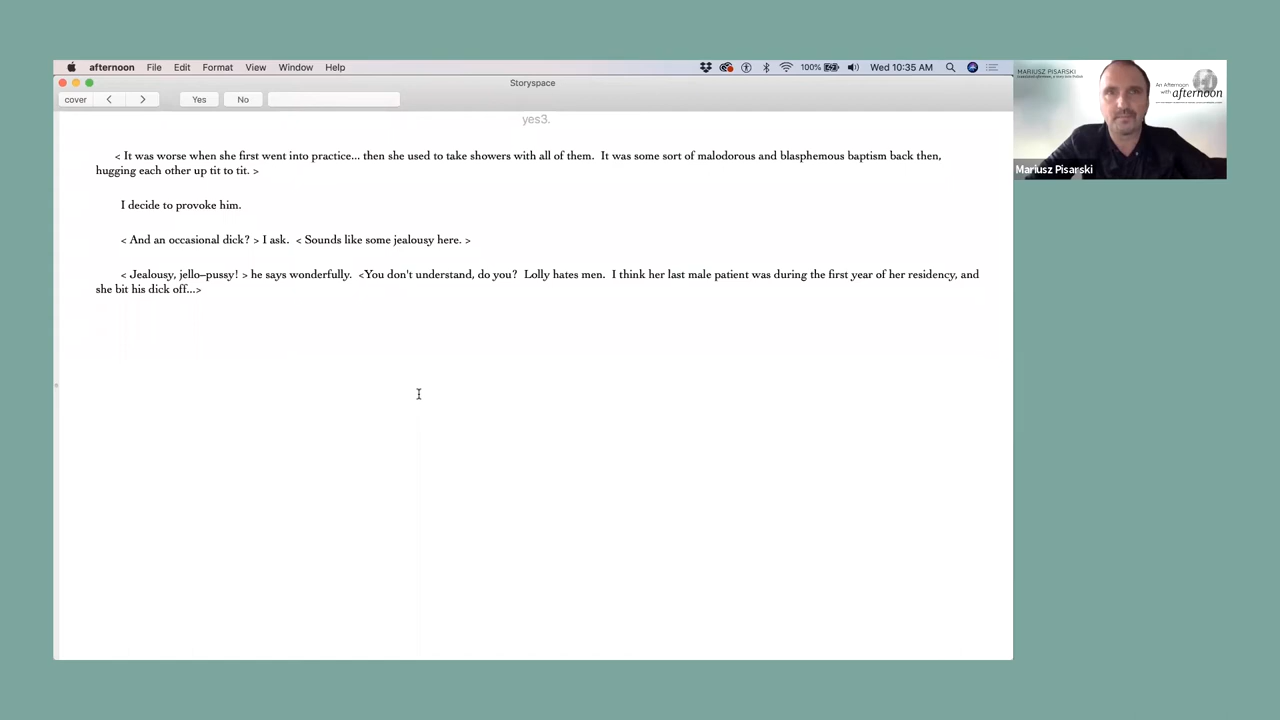 afternoon File Edit Format View Window Help 100% Wed 10:35 AM
Storyspace
cover Yes No
yes3.
< It was worse when she first went into practice... then she used to take showers with all of them. It was some sort of malodorous and blasphemous baptism back then,
hugging each other up tit to tit. >
I decide to provoke him.
< And an occasional dick? > I ask. < Sounds like some jealousy here. >
< Jealousy, jello–pussy! > he says wonderfully. <You don't understand, do you? Lolly hates men. I think her last male patient was during the first year of her residency, and
she bit his dick off...>
MARIUSZ PISARSKI
An Afternoon
with afternoon
Mariusz Pisarski